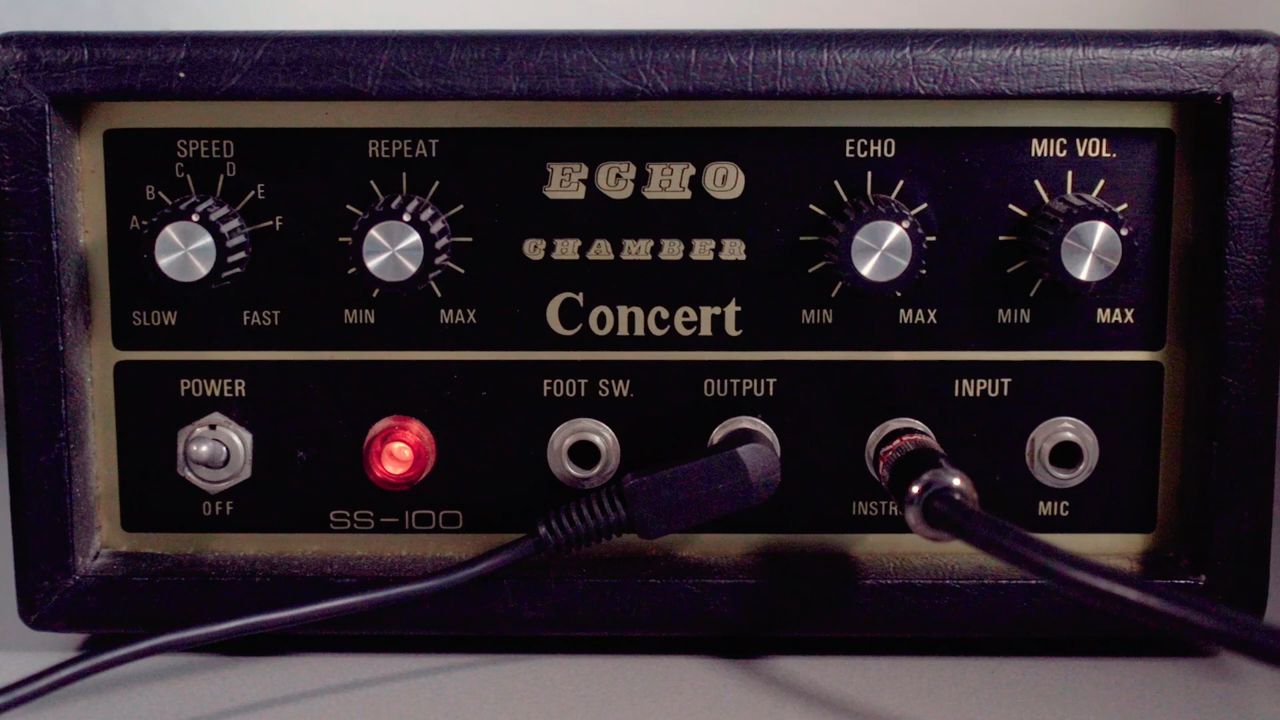 SPEED
A B C D E F
SLOW FAST
REPEAT
MIN MAX
ECHO
CHAMBER
Concert
ECHO
MIN MAX
MIC VOL.
MIN MAX
POWER
OFF
SS-100
FOOT SW.
OUTPUT
INPUT
MIC